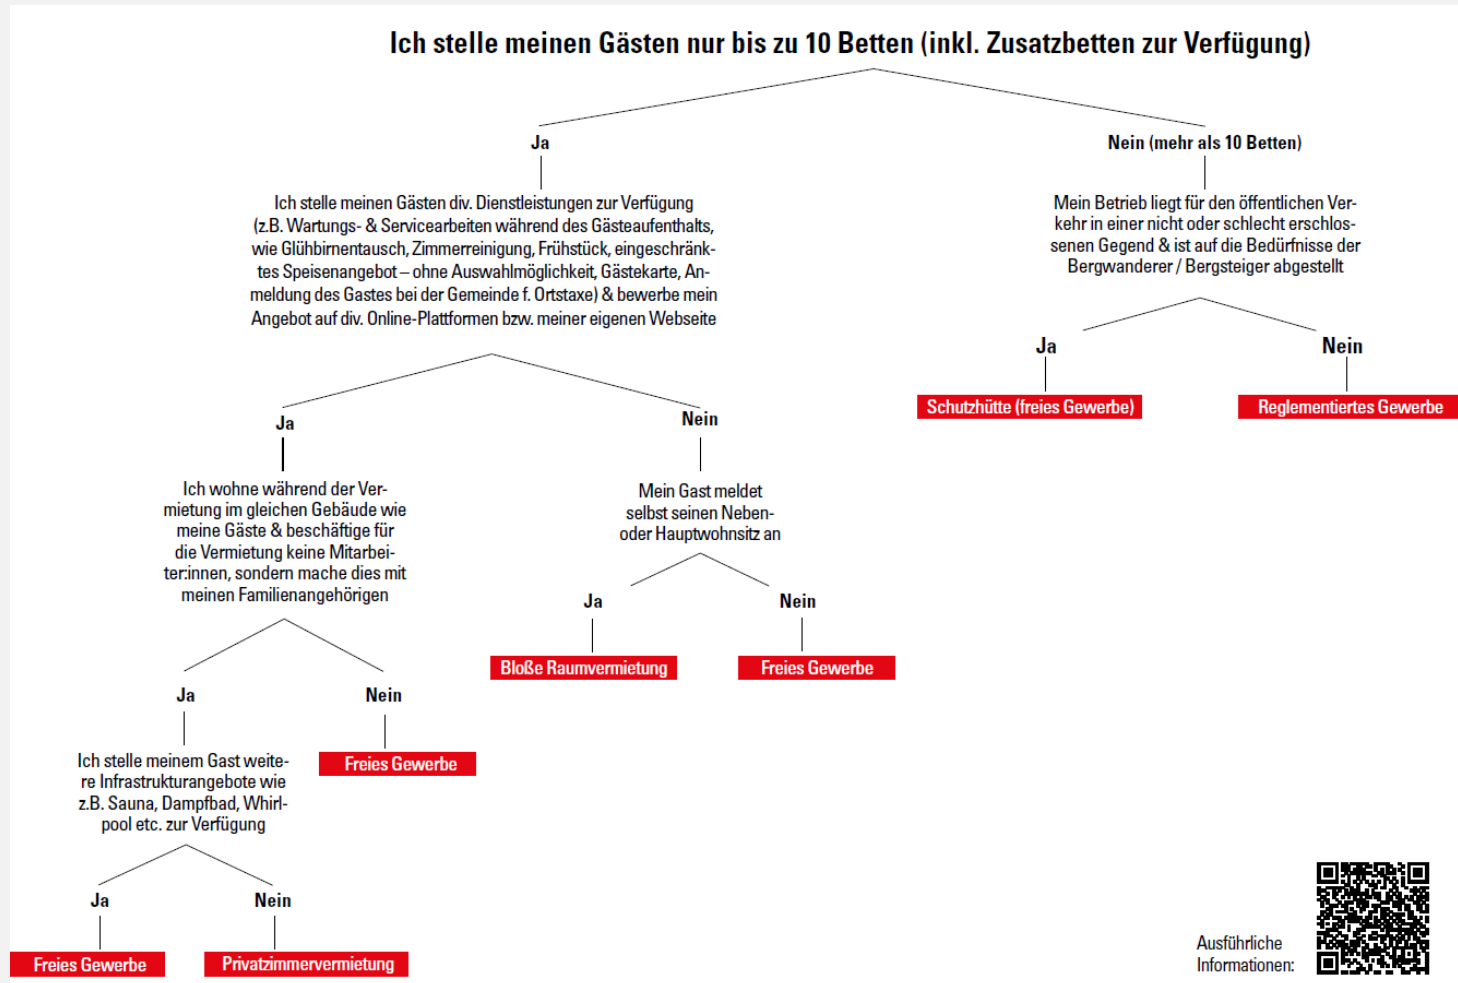 Ich stelle meinen Gästen nur bis zu 10 Betten (inkl. Zusatzbetten zur Verfügung)
Ja
Nein (mehr als 10 Betten)
Ich stelle meinen Gästen div. Dienstleistungen zur Verfügung
(z.B. Wartungs- & Servicearbeiten während des Gästeaufenthalts,
wie Glühbirnentausch, Zimmerreinigung, Frühstück, eingeschränk-
tes Speisenangebot – ohne Auswahlmöglichkeit, Gästekarte, An-
meldung des Gastes bei der Gemeinde f. Ortstaxe) & bewerbe mein
Angebot auf div. Online-Plattformen bzw. meiner eigenen Webseite
Mein Betrieb liegt für den öffentlichen Ver-
kehr in einer nicht oder schlecht erschlos-
senen Gegend & ist auf die Bedürfnisse der
Bergwanderer / Bergsteiger abgestellt
Ja
Nein
Schutzhütte (freies Gewerbe)
Reglementiertes Gewerbe
Ja
Nein
Ich wohne während der Ver-
mietung im gleichen Gebäude wie
meine Gäste & beschäftige für
die Vermietung keine Mitarbei-
ter:innen, sondern mache dies mit
meinen Familienangehörigen
Mein Gast meldet
selbst seinen Neben-
oder Hauptwohnsitz an
Ja
Nein
Bloße Raumvermietung
Freies Gewerbe
Ja
Nein
Ich stelle meinem Gast weite-
re Infrastrukturangebote wie
z.B. Sauna, Dampfbad, Whirl-
pool etc. zur Verfügung
Freies Gewerbe
Ja
Nein
Freies Gewerbe
Privatzimmervermietung
Ausführliche
Informationen: